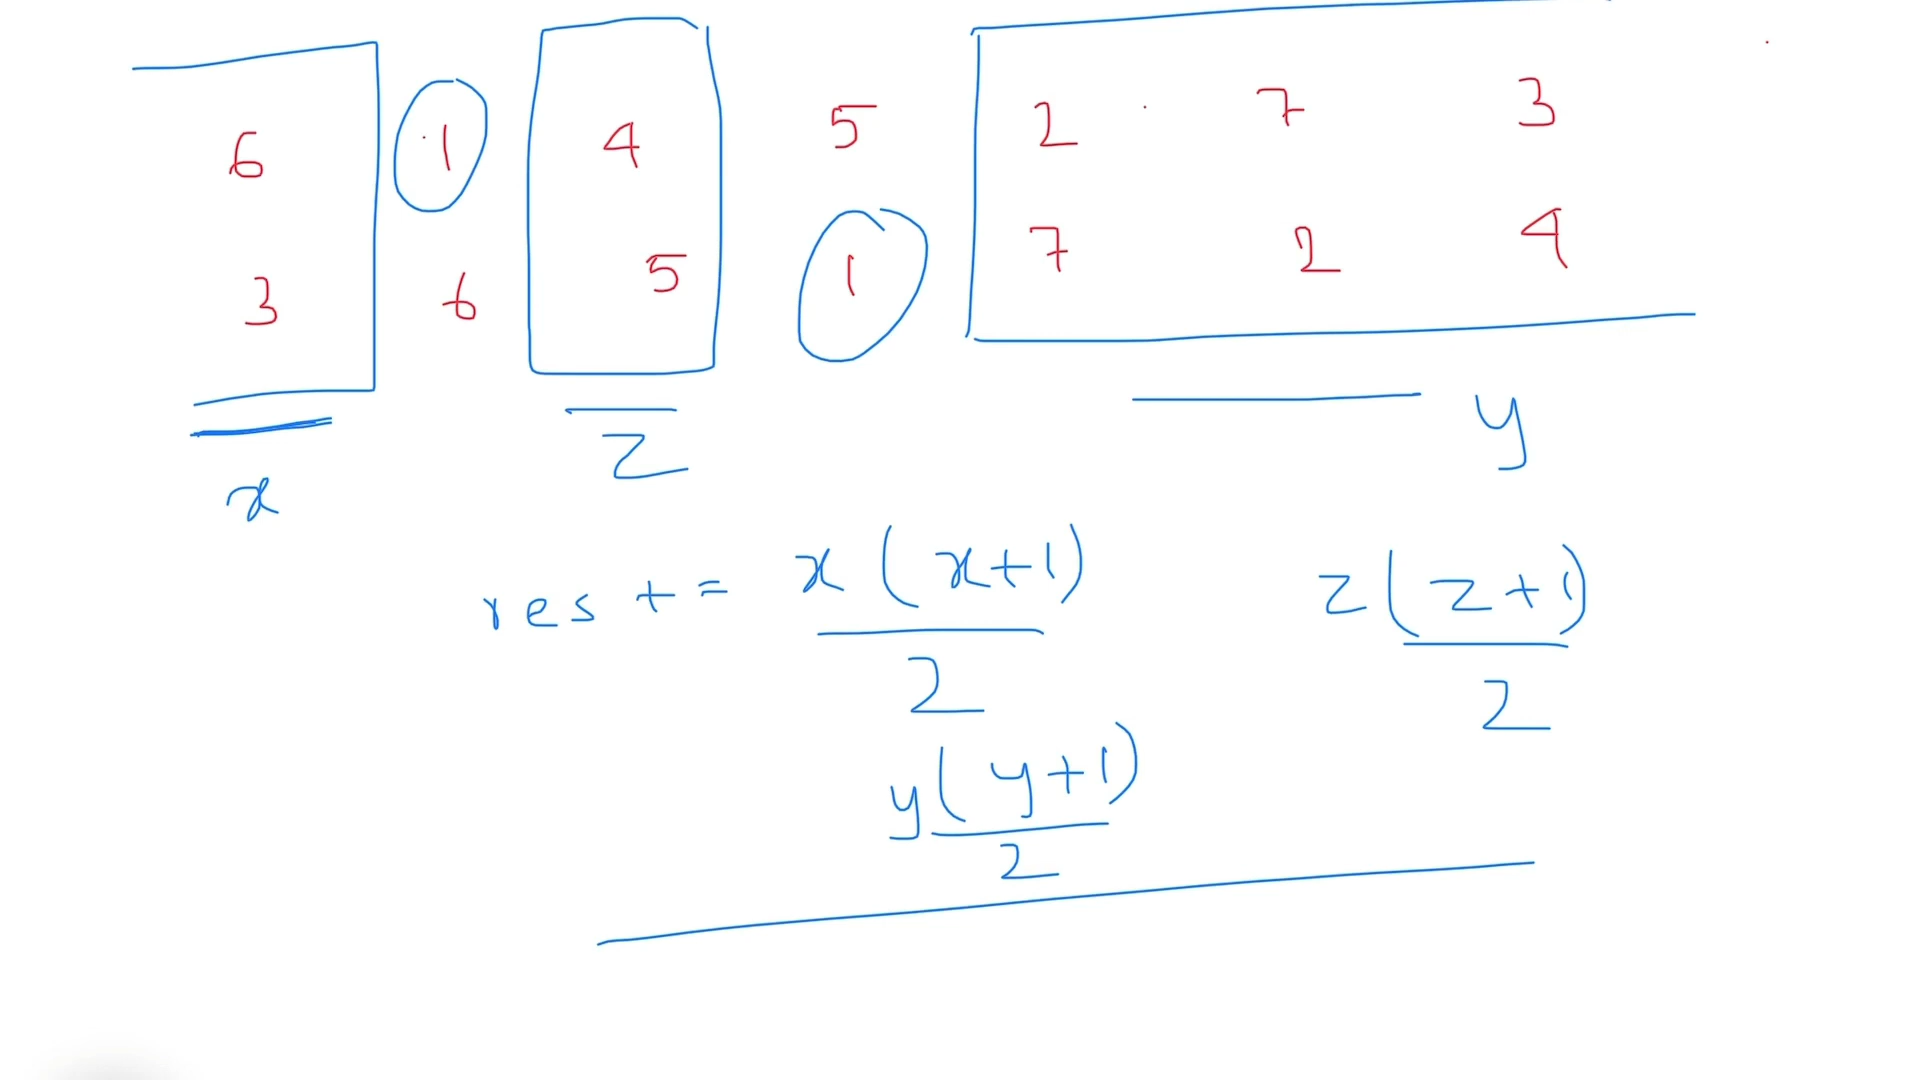 6 1 4 5 2 7 3
3 6 5 1 7 2 4
x z y
res += x(x+1)/2 z(z+1)/2
y(y+1)/2